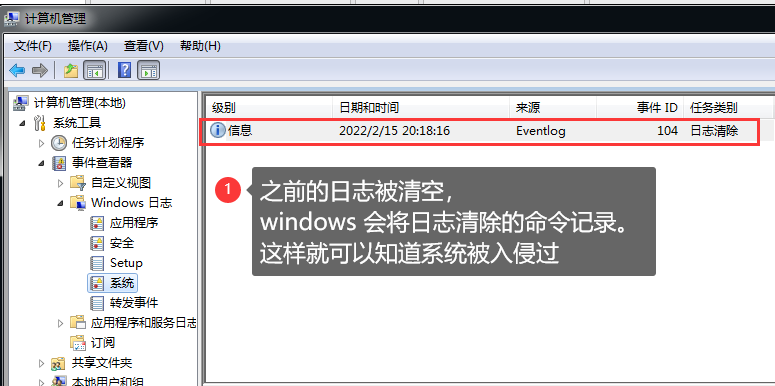 计算机管理
文件(F) 操作(A) 查看(V) 帮助(H)
计算机管理(本地)
系统工具
任务计划程序
事件查看器
自定义视图
Windows 日志
应用程序
安全
Setup
系统
转发事件
应用程序和服务日志
订阅
共享文件夹
本地用户和组
级别 日期和时间 来源 事件 ID 任务类别
信息 2022/2/15 20:18:16 Eventlog 104 日志清除
1
之前的日志被清空，
windows 会将日志清除的命令记录。
这样就可以知道系统被入侵过